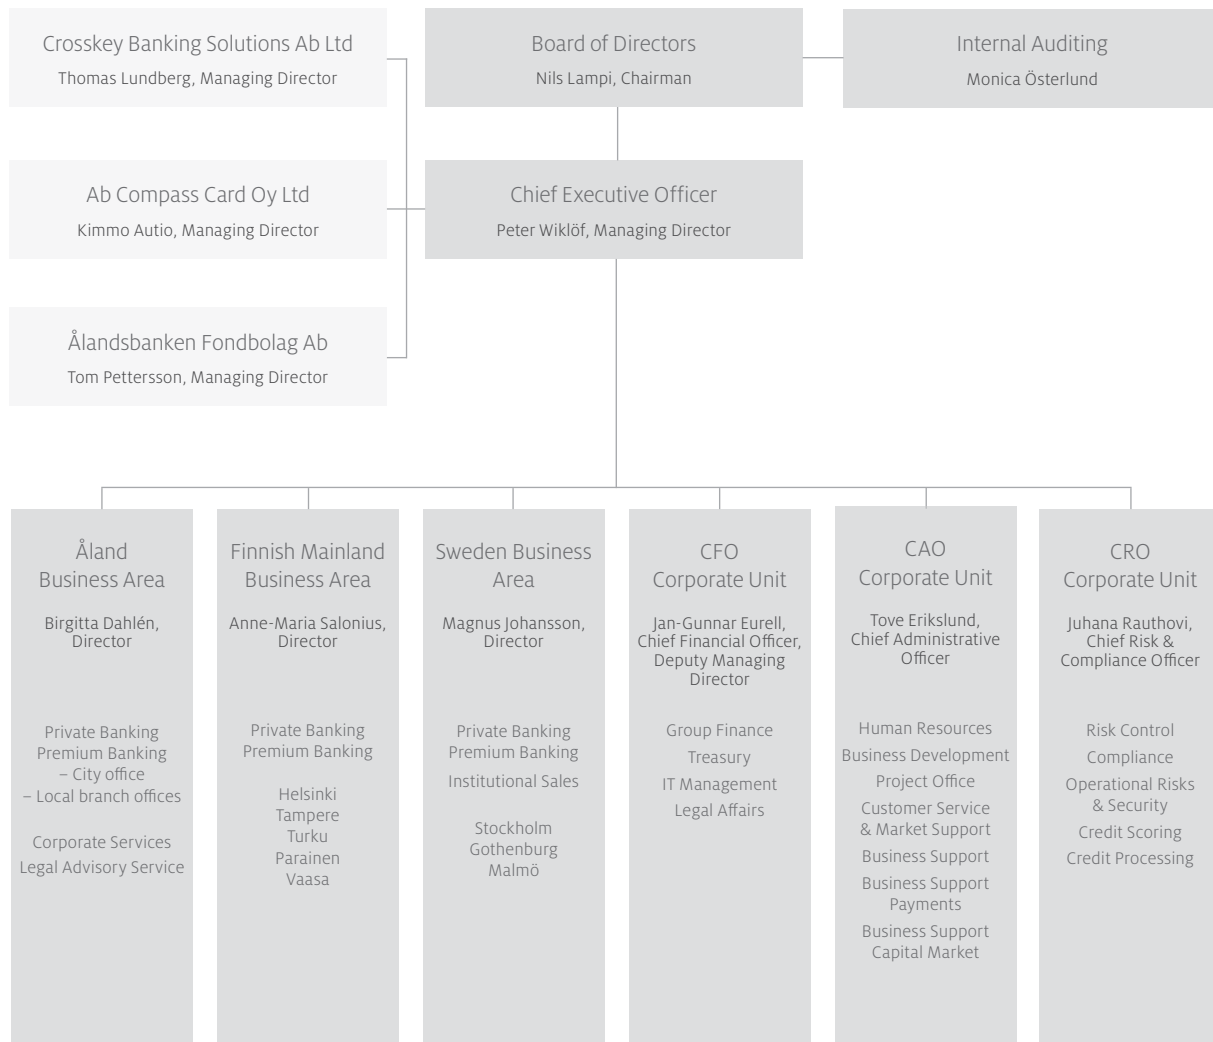 Crosskey Banking Solutions Ab Ltd
Thomas Lundberg, Managing Director
Board of Directors
Nils Lampi, Chairman
Internal Auditing
Monica Österlund
Ab Compass Card Oy Ltd
Kimmo Autio, Managing Director
Chief Executive Officer
Peter Wiklöf, Managing Director
Ålandsbanken Fondbolag Ab
Tom Pettersson, Managing Director
Åland
Business Area
Birgitta Dahlén,
Director
Private Banking
Premium Banking
– City office
– Local branch offices
Corporate Services
Legal Advisory Service
Finnish Mainland
Business Area
Anne-Maria Salonius,
Director
Private Banking
Premium Banking
Helsinki
Tampere
Turku
Parainen
Vaasa
Sweden Business
Area
Magnus Johansson,
Director
Private Banking
Premium Banking
Institutional Sales
Stockholm
Gothenburg
Malmö
CFO
Corporate Unit
Jan-Gunnar Eurell,
Chief Financial Officer,
Deputy Managing
Director
Group Finance
Treasury
IT Management
Legal Affairs
CAO
Corporate Unit
Tove Erikslund,
Chief Administrative
Officer
Human Resources
Business Development
Project Office
Customer Service
& Market Support
Business Support
Business Support
Payments
Business Support
Capital Market
CRO
Corporate Unit
Juhana Rauthovi,
Chief Risk &
Compliance Officer
Risk Control
Compliance
Operational Risks
& Security
Credit Scoring
Credit Processing